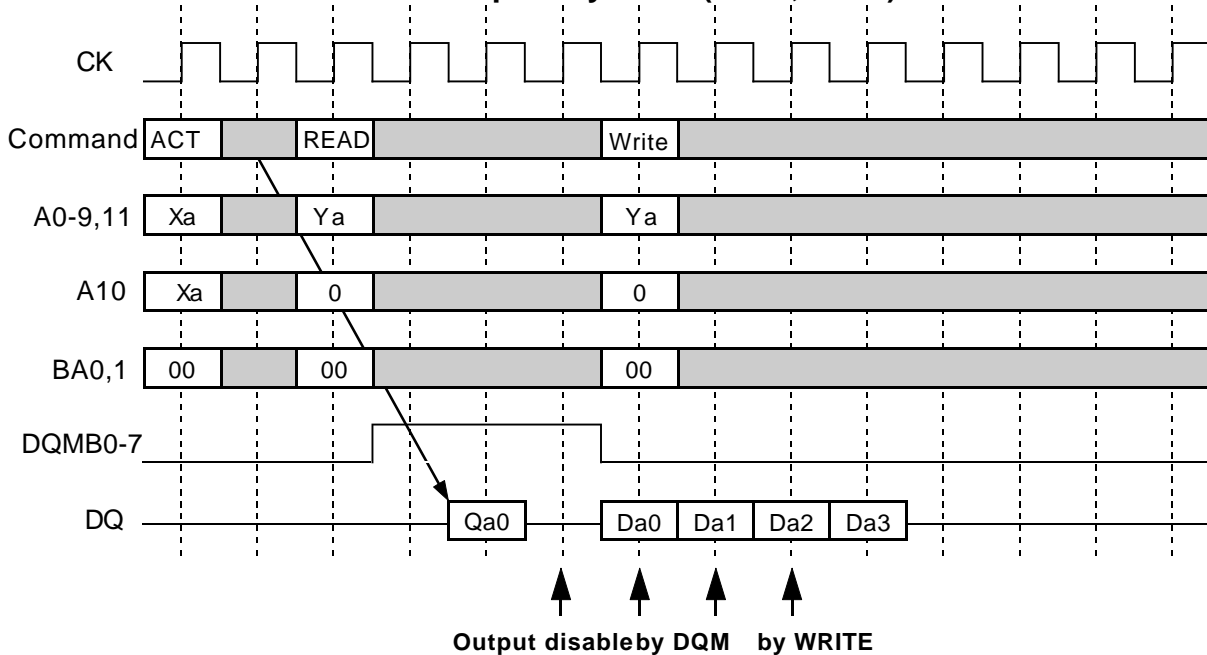 CK
Command ACT READ Write
A0-9,11 Xa Ya Ya
A10 Xa 0 0
BA0,1 00 00 00
DQMB0-7
DQ Qa0 Da0 Da1 Da2 Da3
Output disable by DQM by WRITE